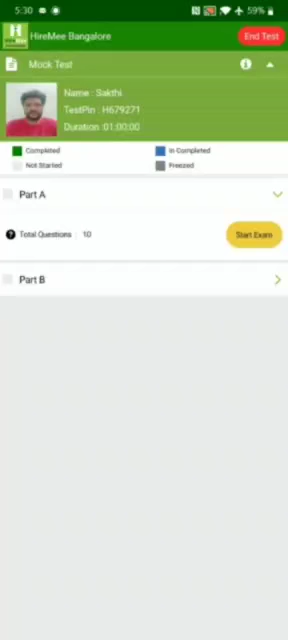 5:30
59%
HireMee Bangalore
End Test
Mock Test
Name : Sakthi
TestPin : H679271
Duration :01:00:00
Completed
In Completed
Not Started
Freezed
Part A
Total Questions : 10
Start Exam
Part B